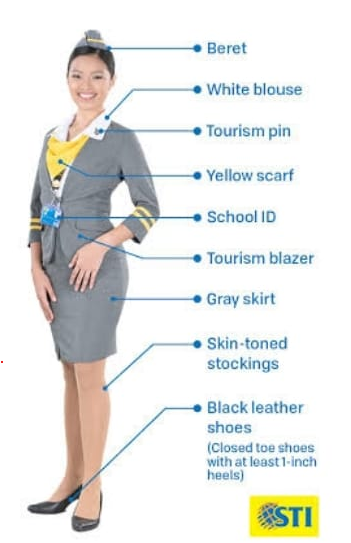 Beret
White blouse
Tourism pin
Yellow scarf
School ID
Tourism blazer
Gray skirt
Skin-toned
stockings
Black leather
shoes
(Closed toe shoes
with at least 1-inch
heels)
STI